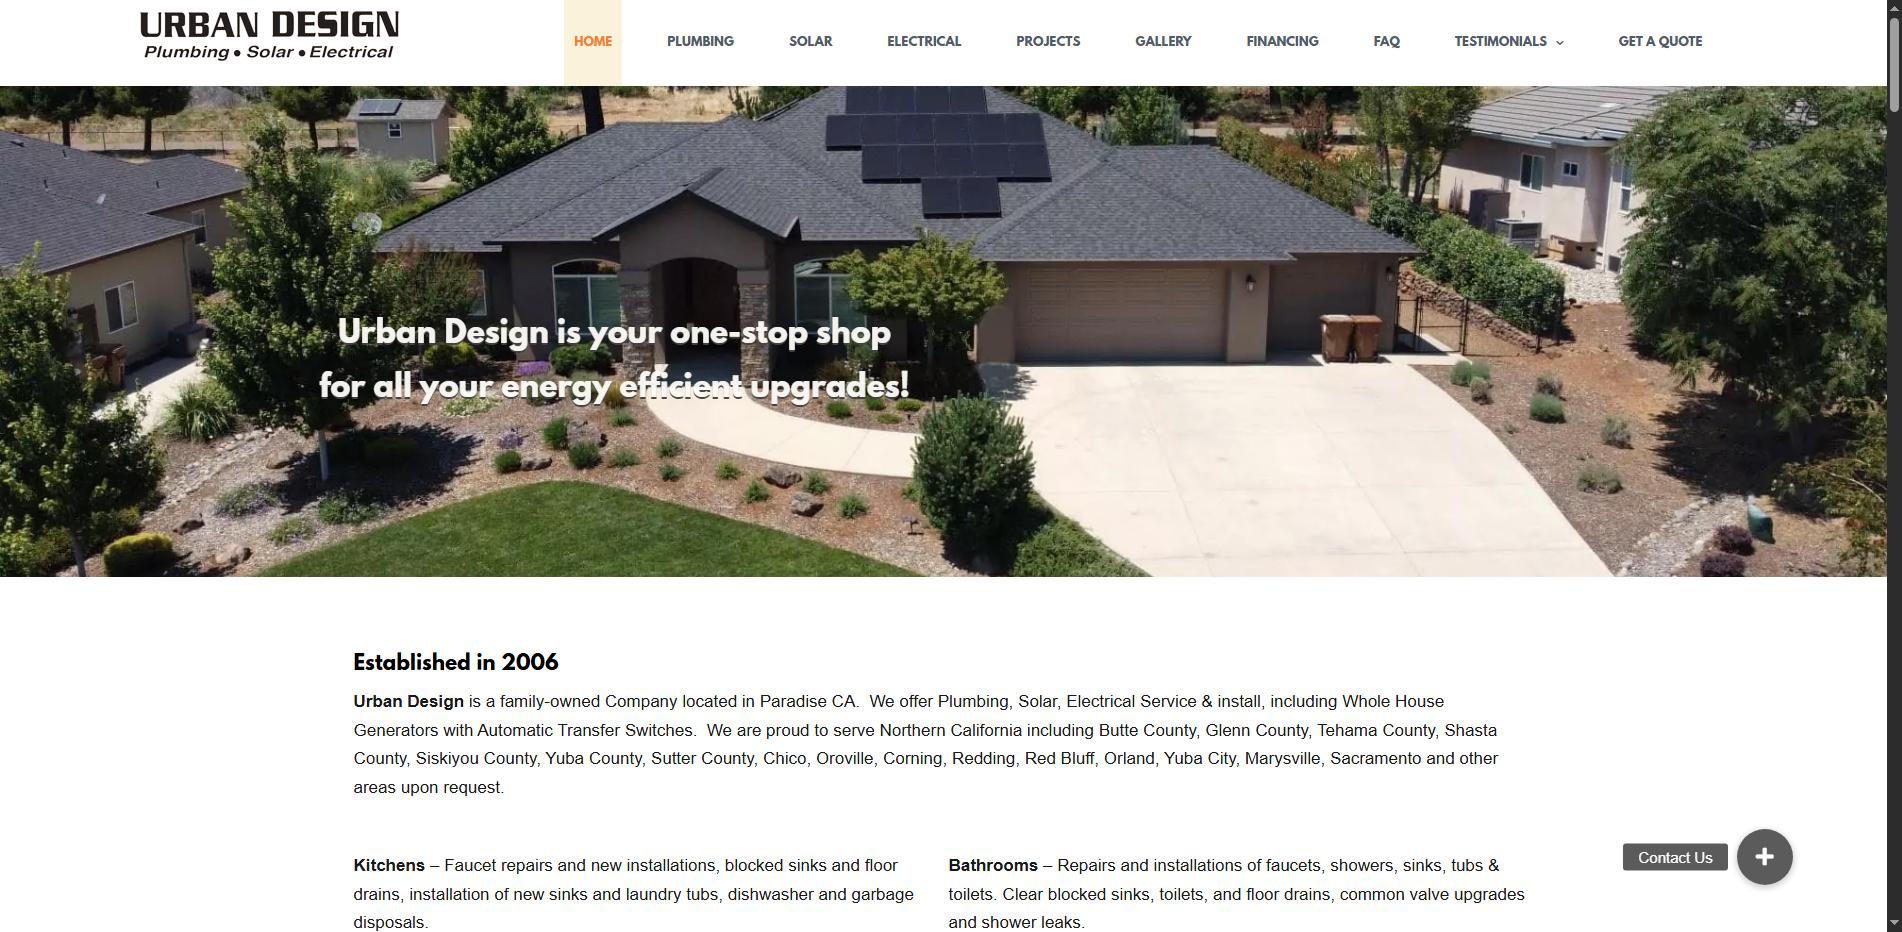 URBAN DESIGN
Plumbing • Solar • Electrical
HOME PLUMBING SOLAR ELECTRICAL PROJECTS GALLERY FINANCING FAQ TESTIMONIALS GET A QUOTE
Urban Design is your one-stop shop
for all your energy efficient upgrades!
Established in 2006
Urban Design is a family-owned Company located in Paradise CA.  We offer Plumbing, Solar, Electrical Service & install, including Whole House
Generators with Automatic Transfer Switches.  We are proud to serve Northern California including Butte County, Glenn County, Tehama County, Shasta
County, Siskiyou County, Yuba County, Sutter County, Chico, Oroville, Corning, Redding, Red Bluff, Orland, Yuba City, Marysville, Sacramento and other
areas upon request.
Kitchens – Faucet repairs and new installations, blocked sinks and floor
drains, installation of new sinks and laundry tubs, dishwasher and garbage
disposals.
Bathrooms – Repairs and installations of faucets, showers, sinks, tubs &
toilets. Clear blocked sinks, toilets, and floor drains, common valve upgrades
and shower leaks.
Contact Us